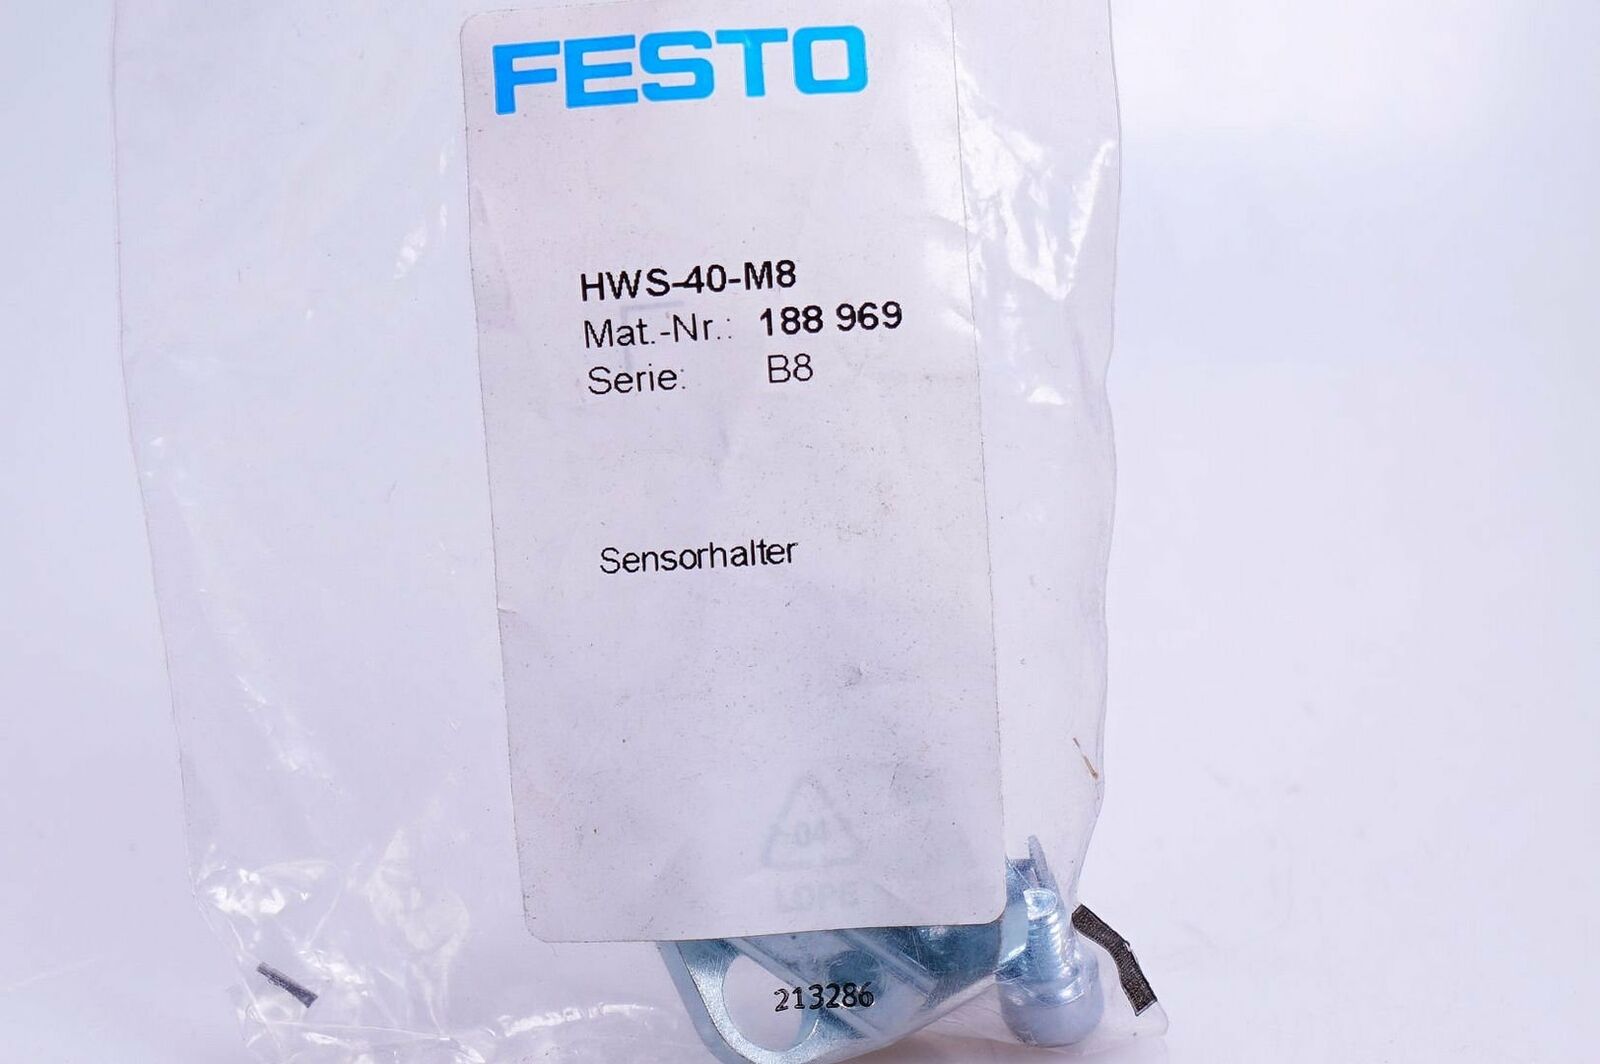 FESTO
HWS-40-M8
Mat.-Nr.: 188 969
Serie: B8
Sensorhalter
04
LDPE
213286